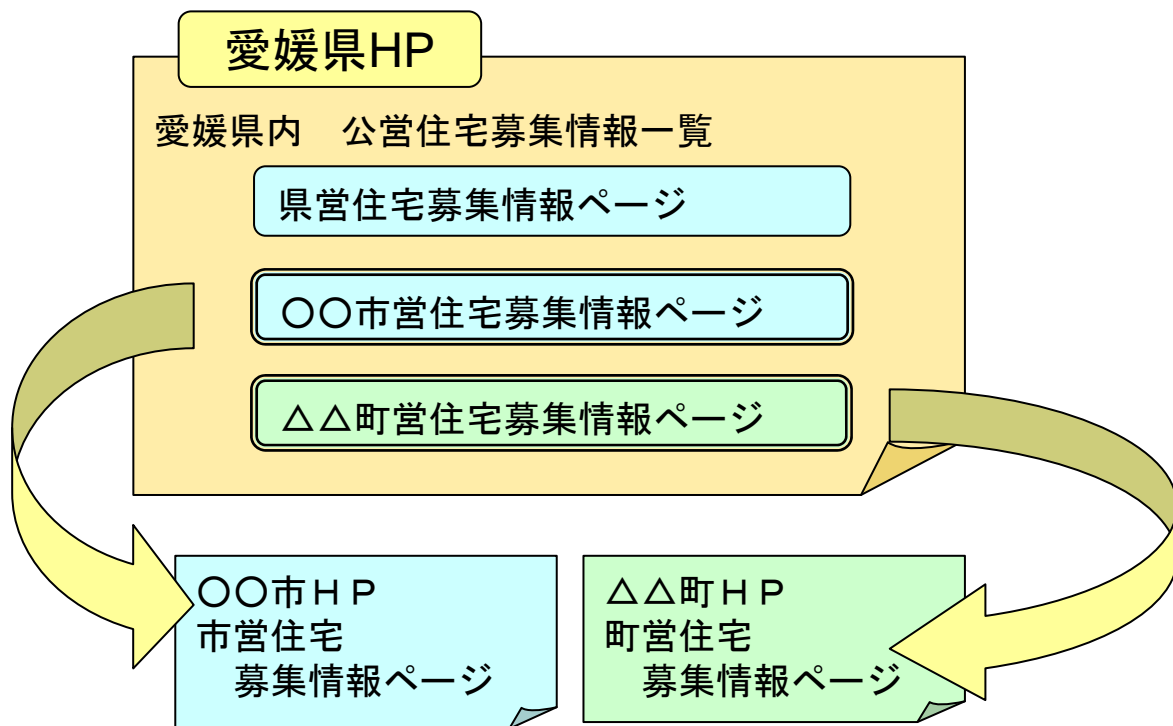 愛媛県HP
愛媛県内　公営住宅募集情報一覧
県営住宅募集情報ページ
〇〇市営住宅募集情報ページ
△△町営住宅募集情報ページ
〇〇市ＨＰ
市営住宅
　募集情報ページ
△△町ＨＰ
町営住宅
　募集情報ページ